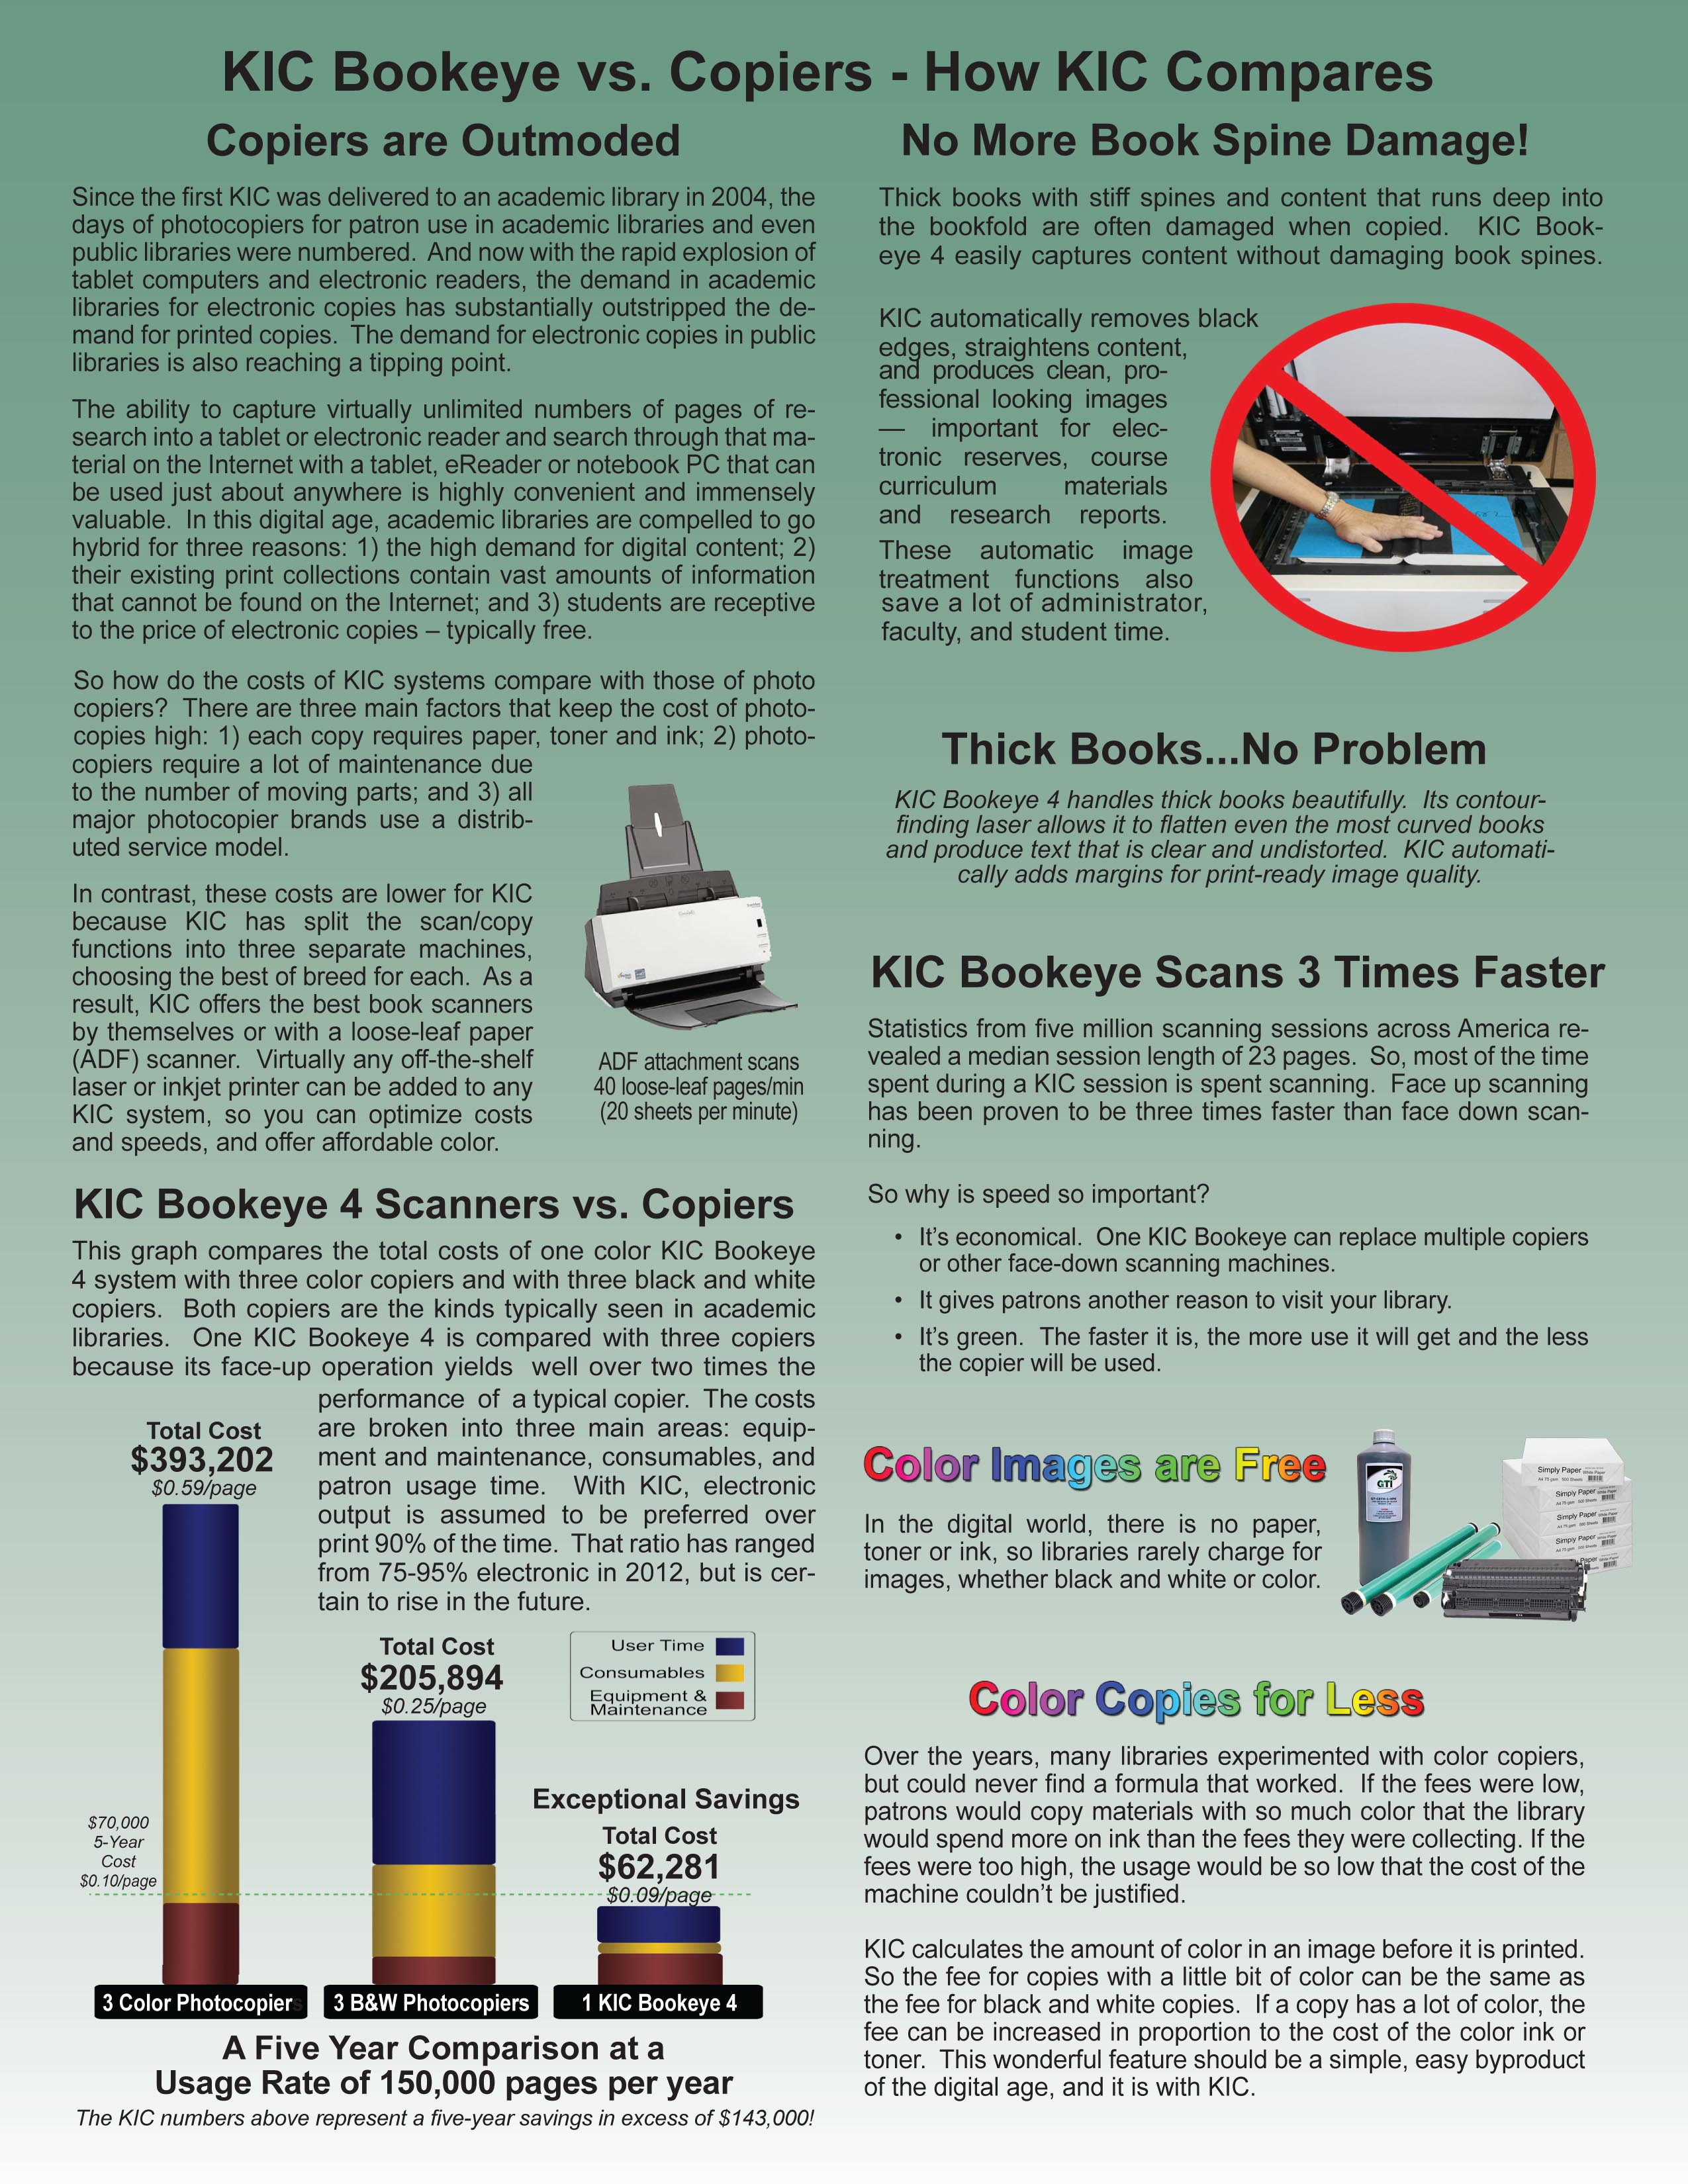 KIC Bookeye vs. Copiers - How KIC Compares
Copiers are Outmoded
Since the first KIC was delivered to an academic library in 2004, the
days of photocopiers for patron use in academic libraries and even
public libraries were numbered. And now with the rapid explosion of
tablet computers and electronic readers, the demand in academic
libraries for electronic copies has substantially outstripped the de-
mand for printed copies. The demand for electronic copies in public
libraries is also reaching a tipping point.
The ability to capture virtually unlimited numbers of pages of re-
search into a tablet or electronic reader and search through that ma-
terial on the Internet with a tablet, eReader or notebook PC that can
be used just about anywhere is highly convenient and immensely
valuable. In this digital age, academic libraries are compelled to go
hybrid for three reasons: 1) the high demand for digital content; 2)
their existing print collections contain vast amounts of information
that cannot be found on the Internet; and 3) students are receptive
to the price of electronic copies – typically free.
So how do the costs of KIC systems compare with those of photo
copiers? There are three main factors that keep the cost of photo-
copies high: 1) each copy requires paper, toner and ink; 2) photo-
copiers require a lot of maintenance due
to the number of moving parts; and 3) all
major photocopier brands use a distrib-
uted service model.
In contrast, these costs are lower for KIC
because KIC has split the scan/copy
functions into three separate machines,
choosing the best of breed for each. As a
result, KIC offers the best book scanners
by themselves or with a loose-leaf paper
(ADF) scanner. Virtually any off-the-shelf
laser or inkjet printer can be added to any
KIC system, so you can optimize costs
and speeds, and offer affordable color.
ADF attachment scans
40 loose-leaf pages/min
(20 sheets per minute)
KIC Bookeye 4 Scanners vs. Copiers
This graph compares the total costs of one color KIC Bookeye
4 system with three color copiers and with three black and white
copiers. Both copiers are the kinds typically seen in academic
libraries. One KIC Bookeye 4 is compared with three copiers
because its face-up operation yields well over two times the
performance of a typical copier. The costs
are broken into three main areas: equip-
ment and maintenance, consumables, and
patron usage time. With KIC, electronic
output is assumed to be preferred over
print 90% of the time. That ratio has ranged
from 75-95% electronic in 2012, but is cer-
tain to rise in the future.
Total Cost
$393,202
$0.59/page
Total Cost
$205,894
$0.25/page
User Time
Consumables
Equipment &
Maintenance
Exceptional Savings
Total Cost
$62,281
$0.09/page
$70,000
5-Year
Cost
$0.10/page
3 Color Photocopiers
3 B&W Photocopiers
1 KIC Bookeye 4
A Five Year Comparison at a
Usage Rate of 150,000 pages per year
The KIC numbers above represent a five-year savings in excess of $143,000!
No More Book Spine Damage!
Thick books with stiff spines and content that runs deep into
the bookfold are often damaged when copied. KIC Book-
eye 4 easily captures content without damaging book spines.
KIC automatically removes black
edges, straightens content,
and produces clean, pro-
fessional looking images
— important for elec-
tronic reserves, course
curriculum materials
and research reports.
These automatic image
treatment functions also
save a lot of administrator,
faculty, and student time.
Thick Books...No Problem
KIC Bookeye 4 handles thick books beautifully. Its contour-
finding laser allows it to flatten even the most curved books
and produce text that is clear and undistorted. KIC automati-
cally adds margins for print-ready image quality.
KIC Bookeye Scans 3 Times Faster
Statistics from five million scanning sessions across America re-
vealed a median session length of 23 pages. So, most of the time
spent during a KIC session is spent scanning. Face up scanning
has been proven to be three times faster than face down scan-
ning.
So why is speed so important?
• It's economical. One KIC Bookeye can replace multiple copiers
or other face-down scanning machines.
• It gives patrons another reason to visit your library.
• It's green. The faster it is, the more use it will get and the less
the copier will be used.
Color Images are Free
In the digital world, there is no paper,
toner or ink, so libraries rarely charge for
images, whether black and white or color.
GTi
Simply Paper
Simply Paper
Simply Paper
Simply Paper
Color Copies for Less
Over the years, many libraries experimented with color copiers,
but could never find a formula that worked. If the fees were low,
patrons would copy materials with so much color that the library
would spend more on ink than the fees they were collecting. If the
fees were too high, the usage would be so low that the cost of the
machine couldn't be justified.
KIC calculates the amount of color in an image before it is printed.
So the fee for copies with a little bit of color can be the same as
the fee for black and white copies. If a copy has a lot of color, the
fee can be increased in proportion to the cost of the color ink or
toner. This wonderful feature should be a simple, easy byproduct
of the digital age, and it is with KIC.